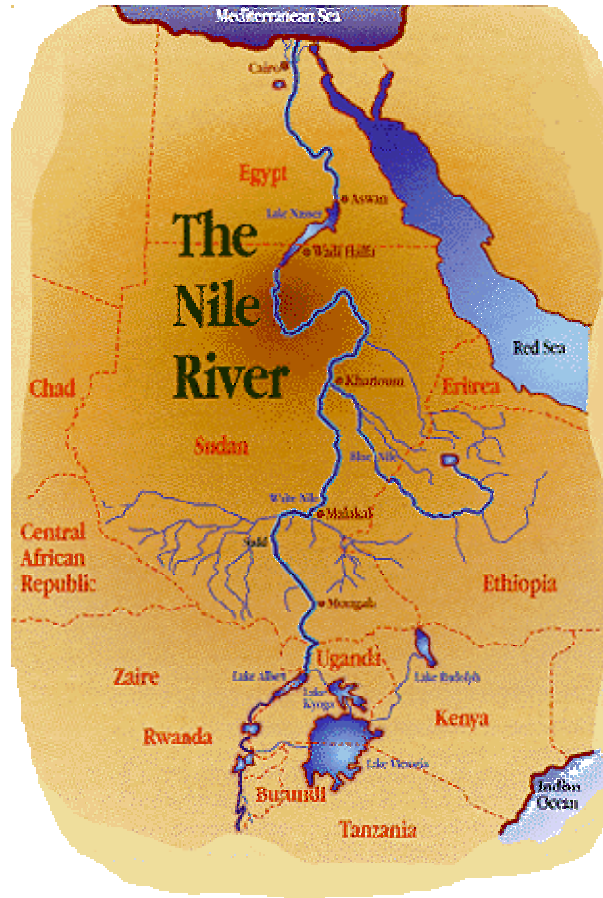 Mediterranean Sea
Cairo
Egypt
Aswan
Lake Nasser
Wadi Halfa
The
Nile
River
Red Sea
Chad
Khartoum
Eritrea
Sudan
Blue Nile
White Nile
Malakal
Central
African
Republic
Sudd
Ethiopia
Mongala
Uganda
Zaire
Lake Albert
Lake Rudolph
Lake
Kyoga
Kenya
Rwanda
Lake Victoria
Burundi
Indian
Ocean
Tanzania